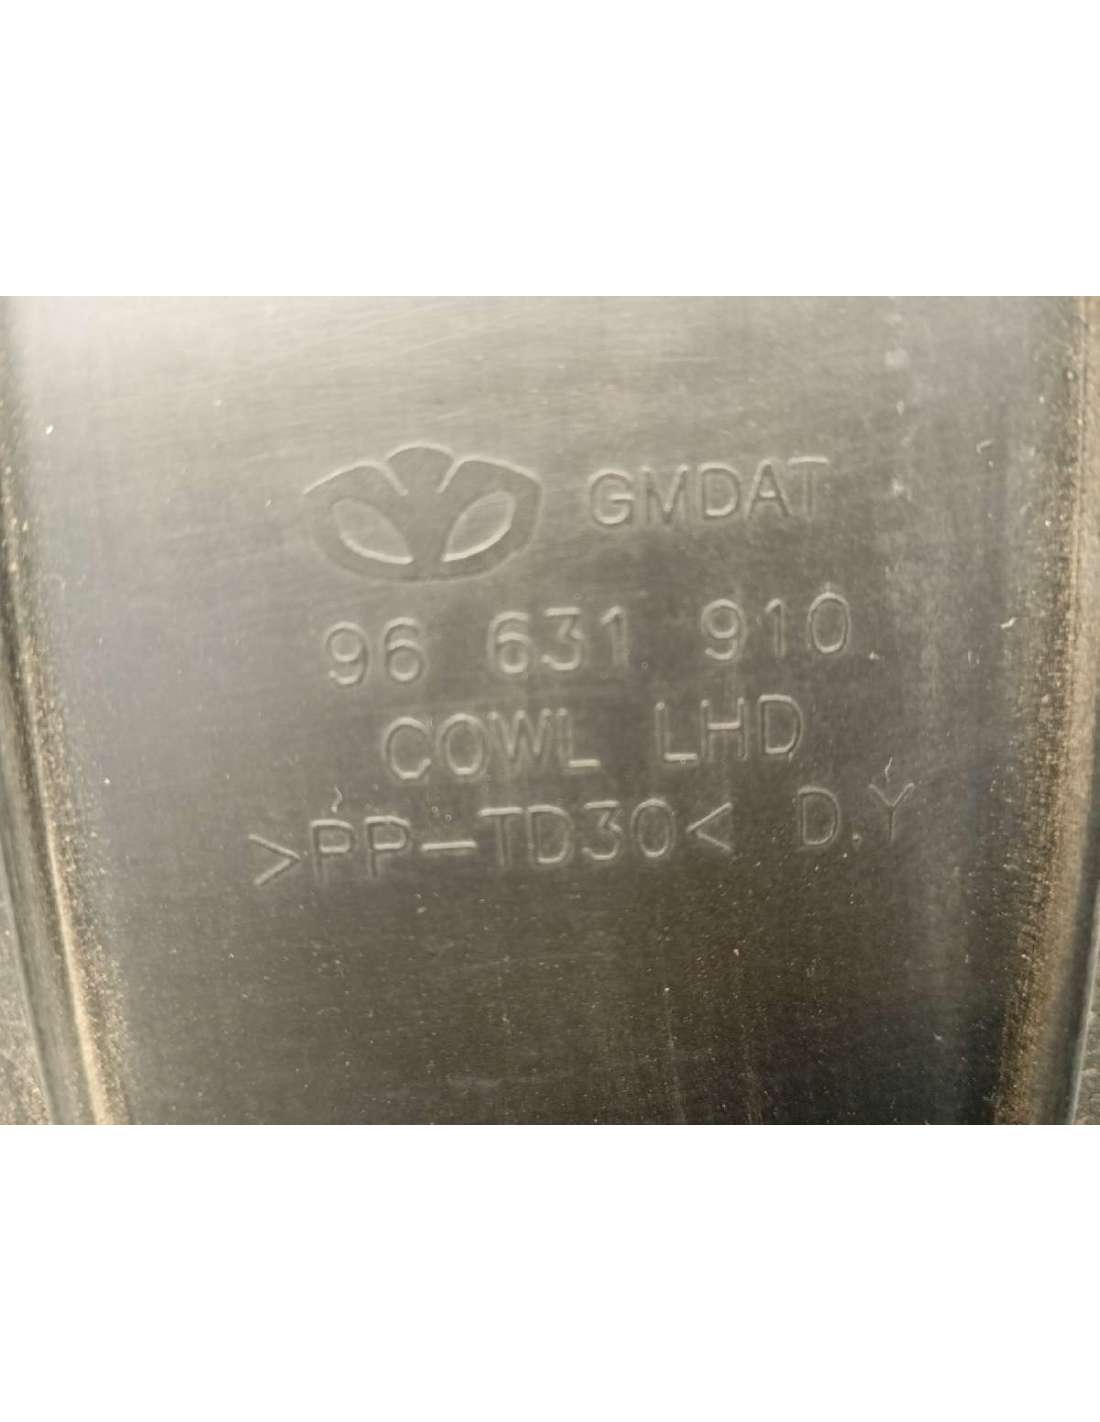 GMDAT
96 631 910
COWL LHD
>PP-TD30< D.Y